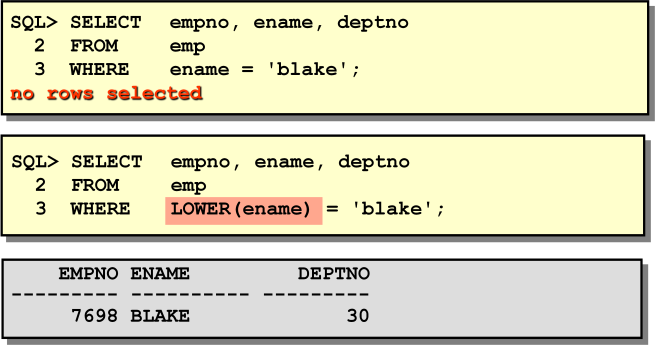 SQL> SELECT empno, ename, deptno
2 FROM emp
3 WHERE ename = 'blake';
no rows selected
SQL> SELECT empno, ename, deptno
2 FROM emp
3 WHERE LOWER(ename) = 'blake';
EMPNO ENAME DEPTNO
--------- ---------- ---------
7698 BLAKE 30